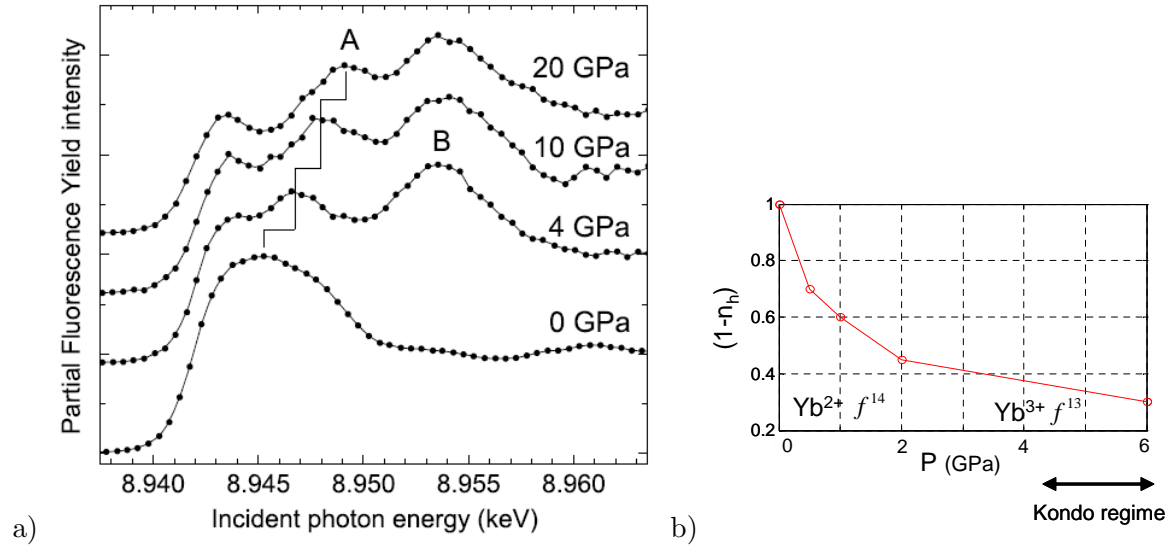 A
20 GPa
10 GPa
B
4 GPa
0 GPa
Partial Fluorescence Yield intensity
8.940 8.945 8.950 8.955 8.960
Incident photon energy (keV)
a)
1
0.8
0.6
0.4
0.2
(1-nₕ)
Yb²⁺ f¹⁴
Yb³⁺ f¹³
0 2 4 6
P (GPa)
Kondo regime
b)